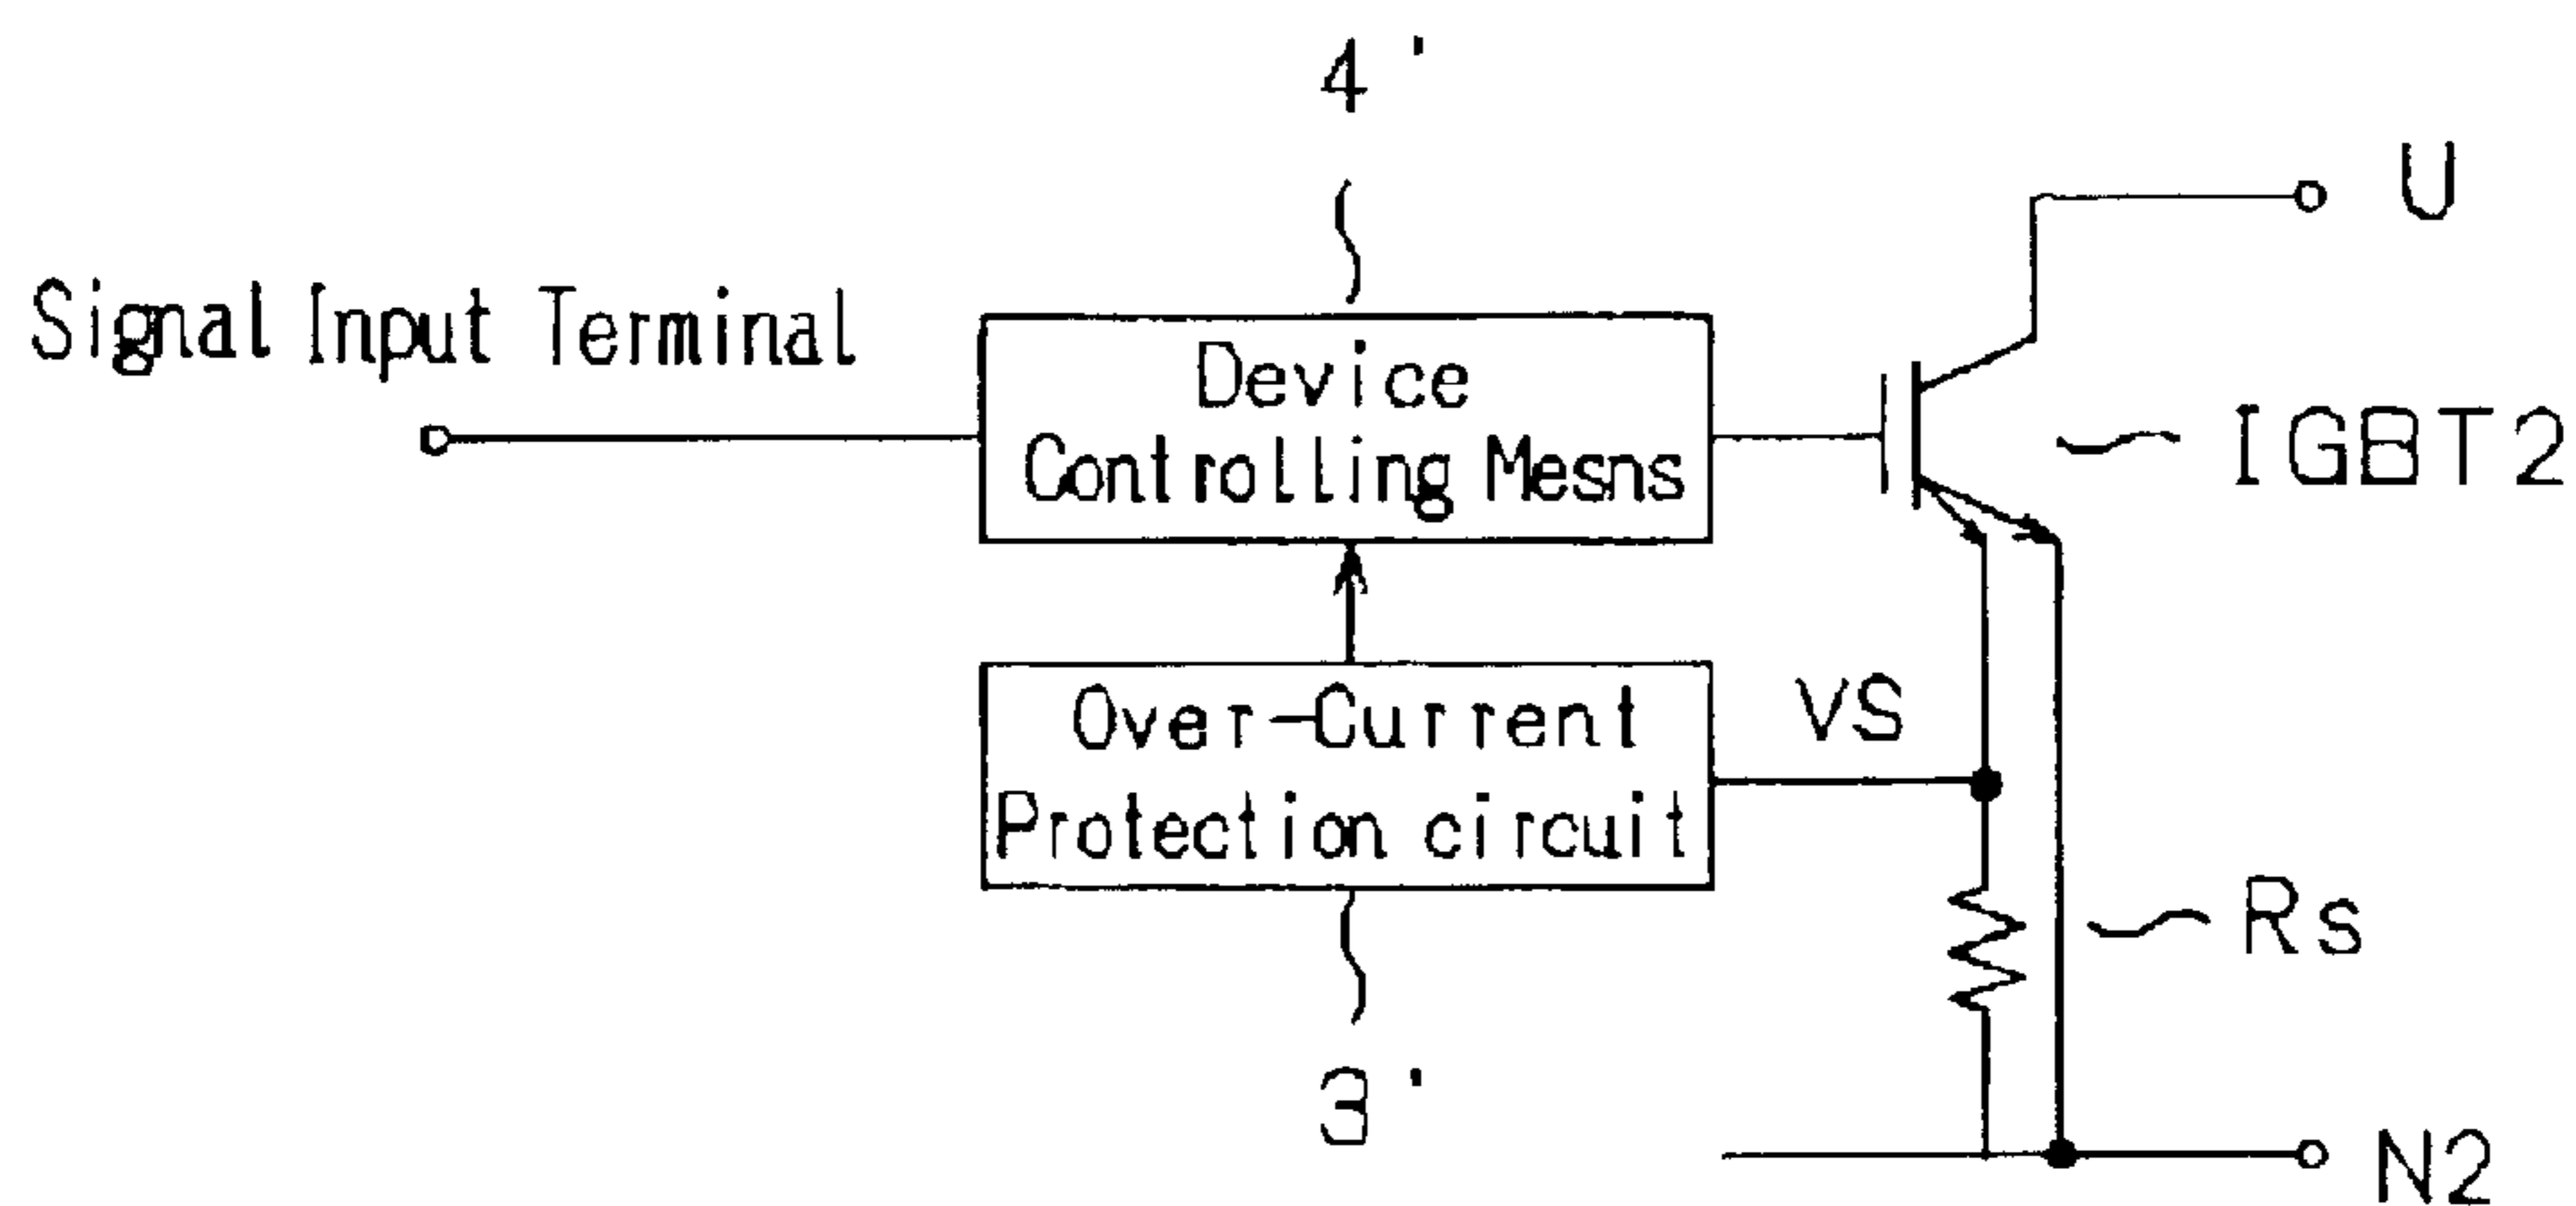 4'
U
Signal Input Terminal
Device
Controlling Mesns
IGBT2
Over-Current
Protection circuit
VS
Rs
3'
N2